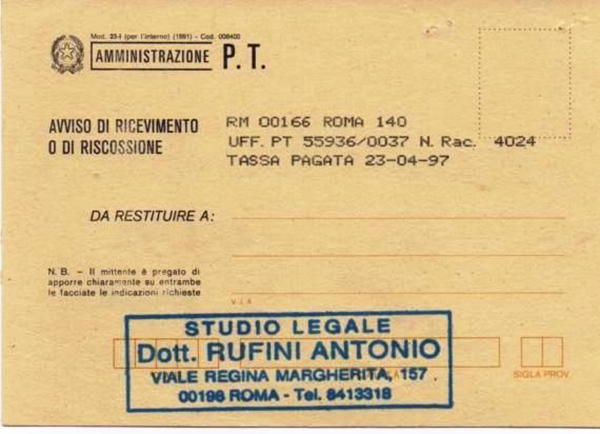 Mod. 23-I (per l'interno) (1991) - Cod. 008400
AMMINISTRAZIONE P.T.
AVVISO DI RICEVIMENTO
O DI RISCOSSIONE
RM 00166 ROMA 140
UFF. PT 55936/0037 N. Rac. 4024
TASSA PAGATA 23-04-97
DA RESTITUIRE A:
N. B. – Il mittente è pregato di
apporre chiaramente su entrambe
le facciate le indicazioni richieste
VIA
STUDIO LEGALE
Dott. RUFINI ANTONIO
VIALE REGINA MARGHERITA, 157
00198 ROMA - Tel. 8413318
SIGLA PROV.